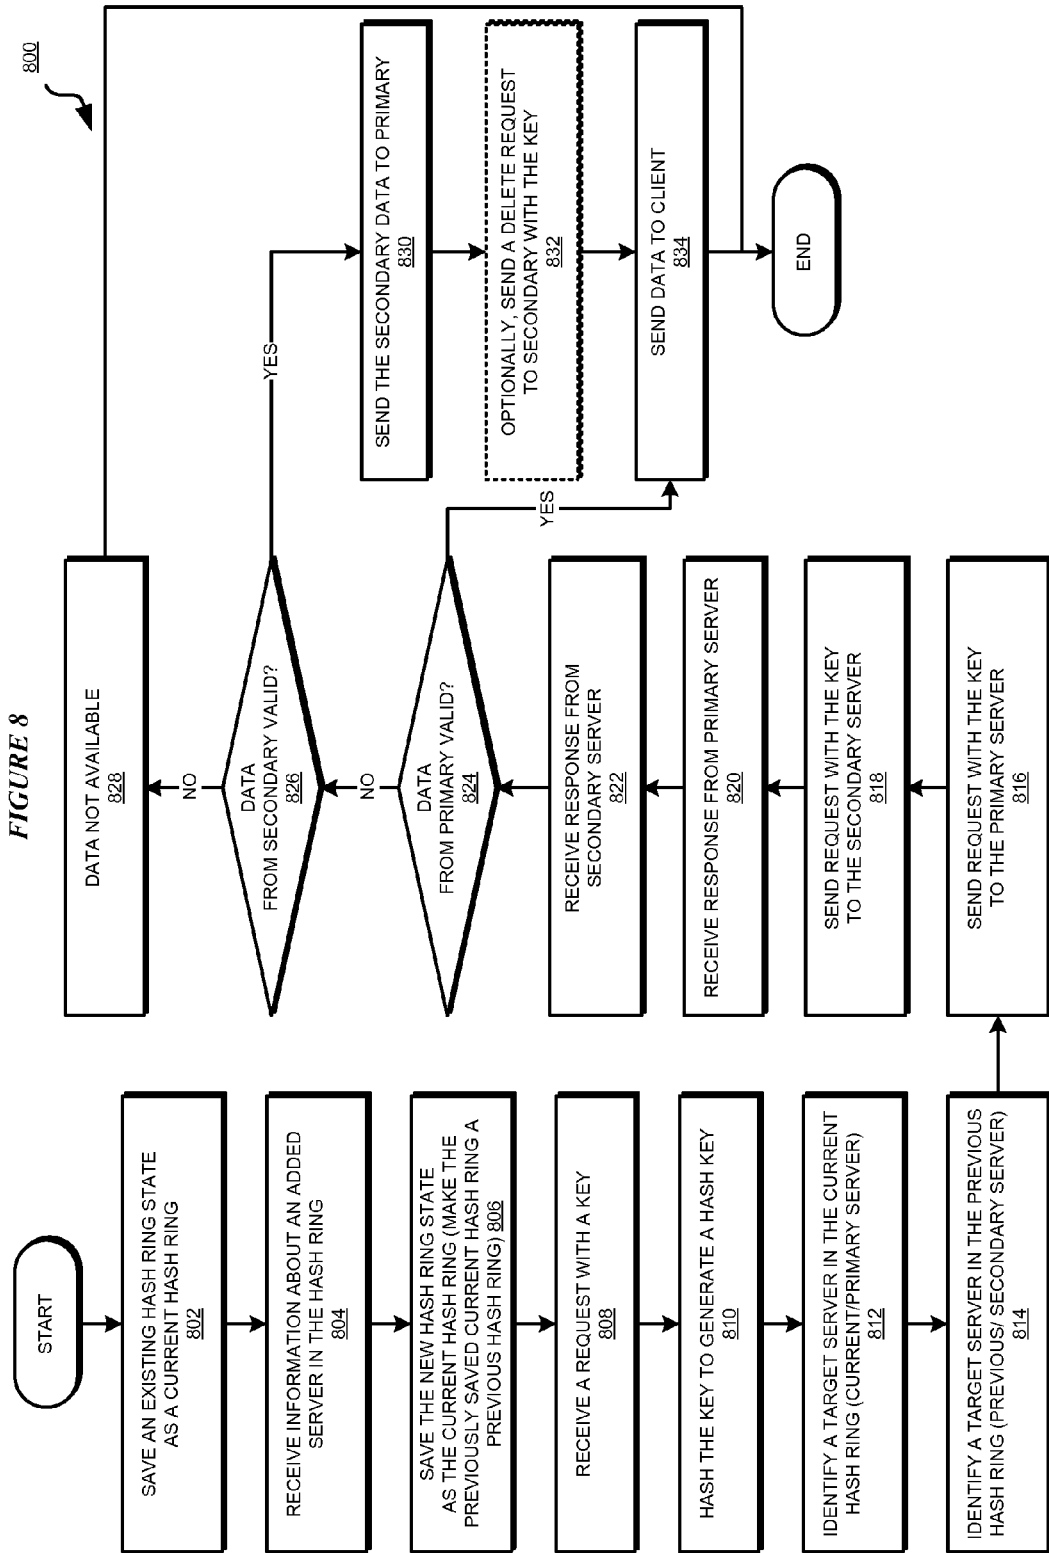 FIGURE 8
800
START
SAVE AN EXISTING HASH RING STATE
AS A CURRENT HASH RING
802
RECEIVE INFORMATION ABOUT AN ADDED
SERVER IN THE HASH RING
804
SAVE THE NEW HASH RING STATE
AS THE CURRENT HASH RING (MAKE THE
PREVIOUSLY SAVED CURRENT HASH RING A
PREVIOUS HASH RING) 806
RECEIVE A REQUEST WITH A KEY
808
HASH THE KEY TO GENERATE A HASH KEY
810
IDENTIFY A TARGET SERVER IN THE CURRENT
HASH RING (CURRENT/PRIMARY SERVER)
812
IDENTIFY A TARGET SERVER IN THE PREVIOUS
HASH RING (PREVIOUS/ SECONDARY SERVER)
814
SEND REQUEST WITH THE KEY
TO THE PRIMARY SERVER
816
SEND REQUEST WITH THE KEY
TO THE SECONDARY SERVER
818
RECEIVE RESPONSE FROM PRIMARY SERVER
820
RECEIVE RESPONSE FROM
SECONDARY SERVER
822
DATA
FROM PRIMARY VALID?
824
NO
YES
DATA
FROM SECONDARY VALID?
826
NO
YES
DATA NOT AVAILABLE
828
SEND THE SECONDARY DATA TO PRIMARY
830
OPTIONALLY, SEND A DELETE REQUEST
TO SECONDARY WITH THE KEY
832
SEND DATA TO CLIENT
834
END